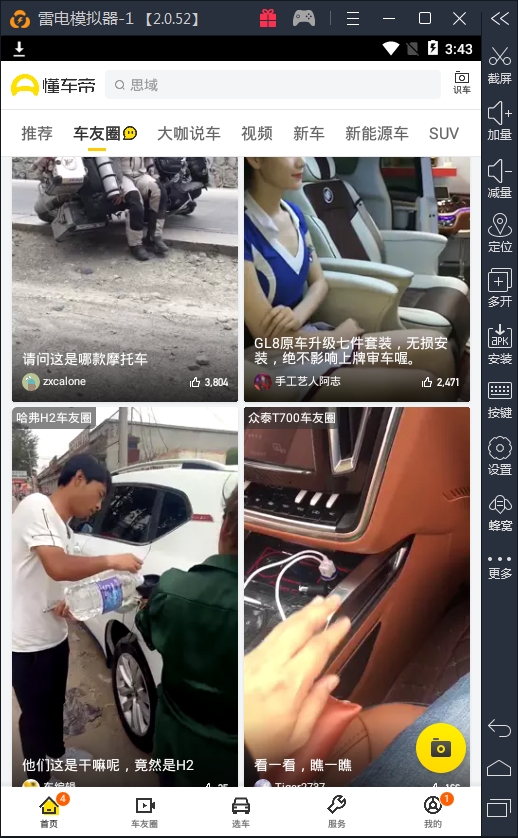 雷电模拟器-1 【2.0.52】
3:43
懂车帝
思域
识车
推荐 车友圈 大咖说车 视频 新车 新能源车 SUV
请问这是哪款摩托车
zxcalone 3,804
GL8原车升级七件套装，无损安
装，绝不影响上牌审车喔。
手工艺人阿志 2,471
哈弗H2车友圈
他们这是干嘛呢，竟然是H2
众泰T700车友圈
看一看，瞧一瞧
Tiger2737
4
1
首页 车友圈 选车 服务 我的
截屏
加量
减量
定位
多开
APK
安装
按键
设置
蜂窝
更多